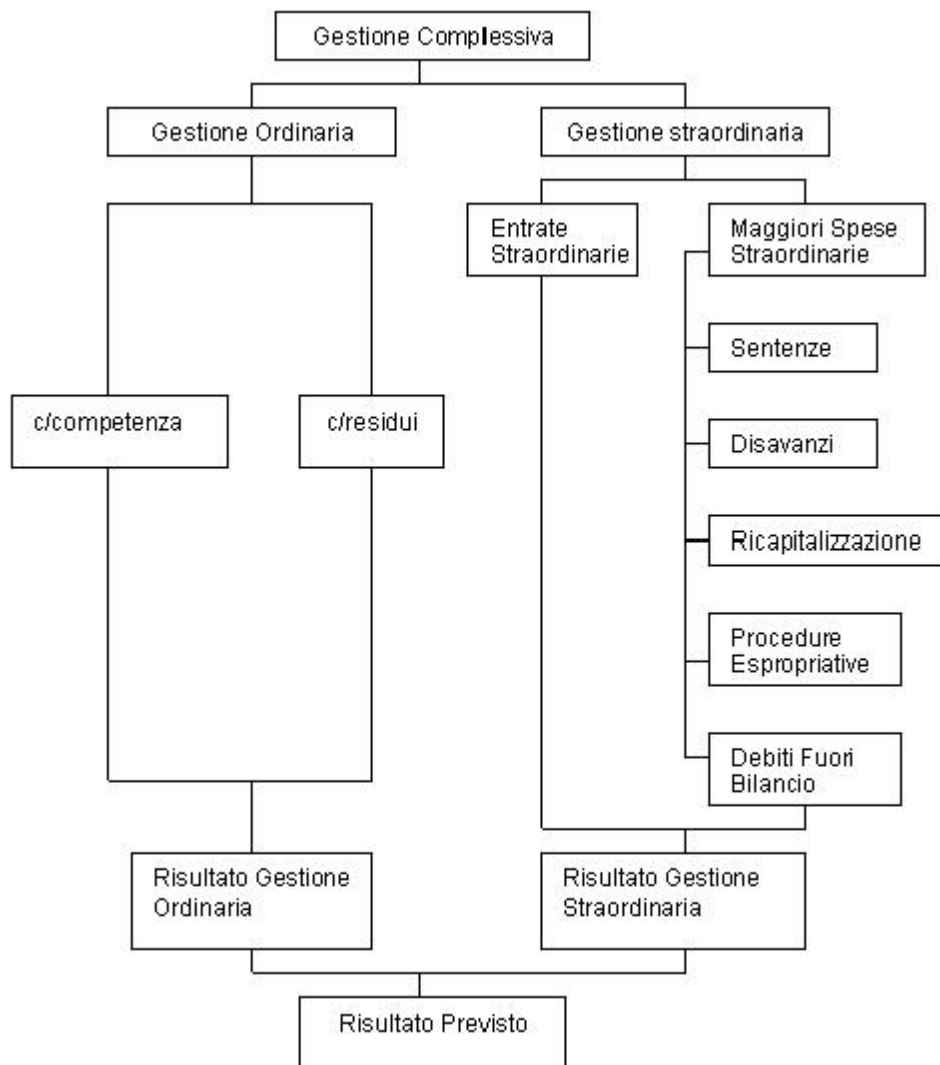 Gestione Complessiva
Gestione Ordinaria
Gestione straordinaria
Entrate
Straordinarie
Maggiori Spese
Straordinarie
Sentenze
c/competenza
c/residui
Disavanzi
Ricapitalizzazione
Procedure
Espropriative
Debiti Fuori
Bilancio
Risultato Gestione
Ordinaria
Risultato Gestione
Straordinaria
Risultato Previsto